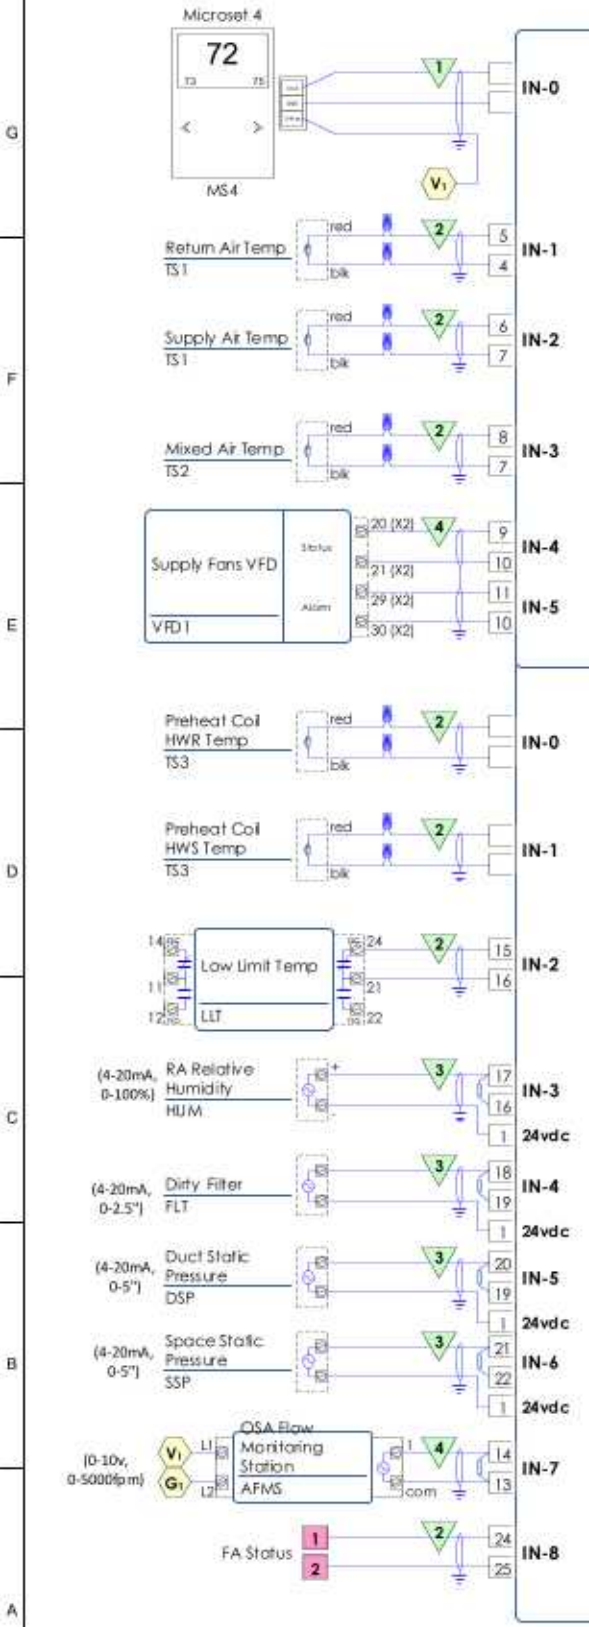 Microset 4
72
73 75
< >
MS4
1
IN-0
G
V1
Return Air Temp
TS1
red
blk
2
5
4
IN-1
Supply Air Temp
TS1
red
blk
2
6
7
IN-2
F
Mixed Air Temp
TS2
red
blk
2
8
7
IN-3
Supply Fans VFD
VFD1
Status
Alarm
20 (X2)
21 (X2)
29 (X2)
30 (X2)
4
9
10
11
10
IN-4
IN-5
E
Preheat Coil
HWR Temp
TS3
red
blk
2
IN-0
Preheat Coil
HWS Temp
TS3
red
blk
2
IN-1
D
14
11
12
Low Limit Temp
LLT
24
21
22
2
15
16
IN-2
(4-20mA,
0-100%)
RA Relative
Humidity
HUM
+
-
3
17
16
1
IN-3
24vdc
C
(4-20mA,
0-2.5")
Dirty Filter
FLT
3
18
19
1
IN-4
24vdc
(4-20mA,
0-5")
Duct Static
Pressure
DSP
3
20
19
1
IN-5
24vdc
(4-20mA,
0-5")
Space Static
Pressure
SSP
3
21
22
1
IN-6
24vdc
B
(0-10v,
0-5000fpm)
V1
G1
L1
L2
OSA Flow
Monitoring
Station
AFMS
1
com
4
14
13
IN-7
FA Status
1
2
2
24
25
IN-8
A